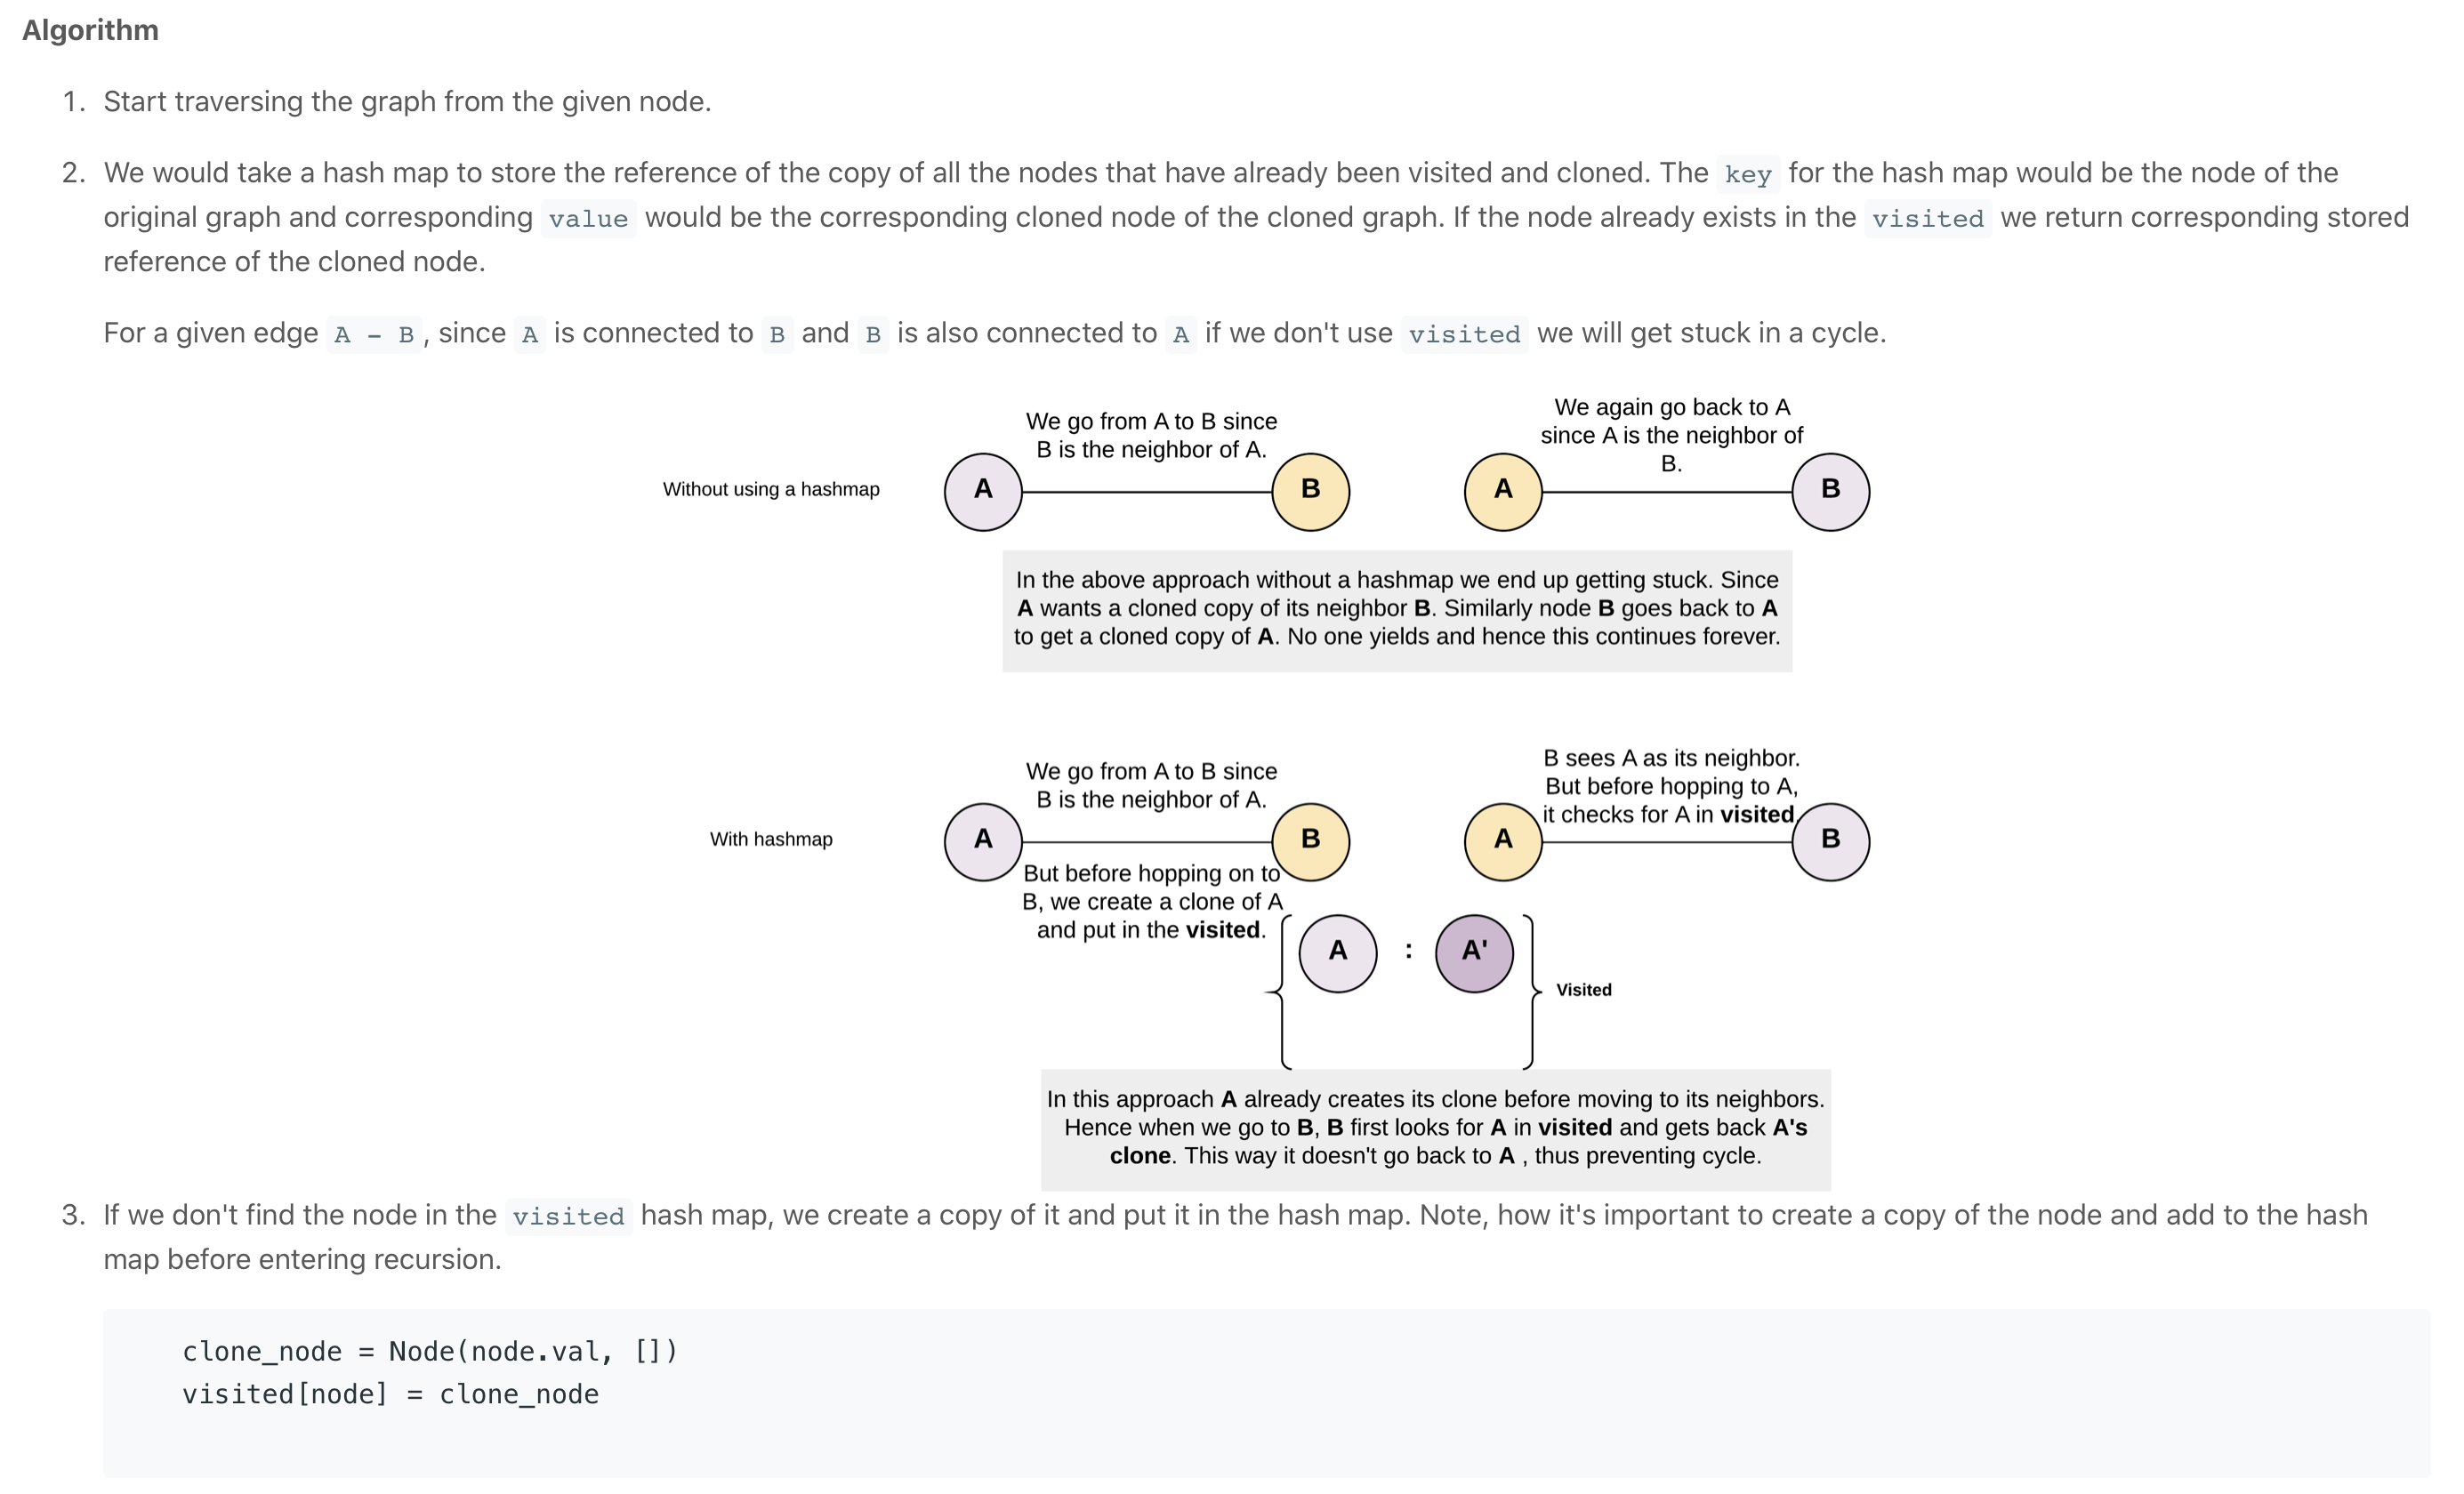 Algorithm
1. Start traversing the graph from the given node.
2. We would take a hash map to store the reference of the copy of all the nodes that have already been visited and cloned. The key for the hash map would be the node of the
original graph and corresponding value would be the corresponding cloned node of the cloned graph. If the node already exists in the visited we return corresponding stored
reference of the cloned node.
For a given edge A - B, since A is connected to B and B is also connected to A if we don't use visited we will get stuck in a cycle.
Without using a hashmap
A
We go from A to B since
B is the neighbor of A.
B
A
We again go back to A
since A is the neighbor of
B.
B
In the above approach without a hashmap we end up getting stuck. Since
A wants a cloned copy of its neighbor B. Similarly node B goes back to A
to get a cloned copy of A. No one yields and hence this continues forever.
With hashmap
A
We go from A to B since
B is the neighbor of A.
B
But before hopping on to
B, we create a clone of A
and put in the visited.
A
B sees A as its neighbor.
But before hopping to A,
it checks for A in visited.
B
A : A'
Visited
In this approach A already creates its clone before moving to its neighbors.
Hence when we go to B, B first looks for A in visited and gets back A's
clone. This way it doesn't go back to A , thus preventing cycle.
3. If we don't find the node in the visited hash map, we create a copy of it and put it in the hash map. Note, how it's important to create a copy of the node and add to the hash
map before entering recursion.
clone_node = Node(node.val, [])
visited[node] = clone_node